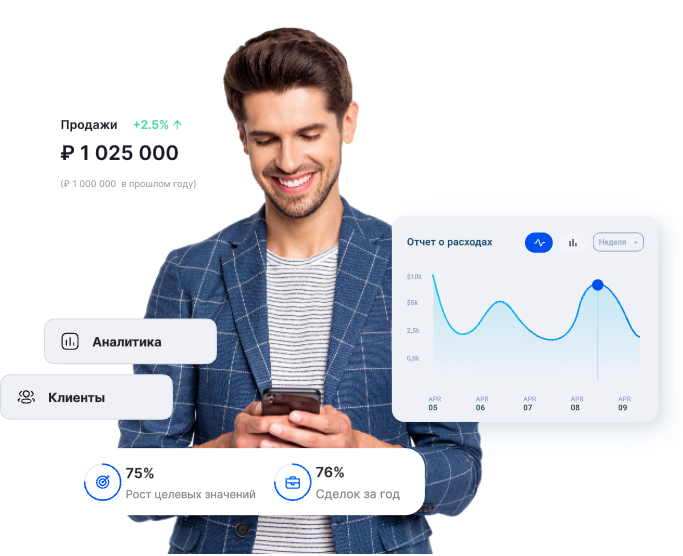 Продажи +2.5% ↑
₽ 1 025 000
(₽ 1 000 000 в прошлом году)
Отчет о расходах
Неделя
$10k
$5k
2,5k
0,8k
APR APR APR APR APR
05 06 07 08 09
Аналитика
Клиенты
75%
Рост целевых значений
76%
Сделок за год